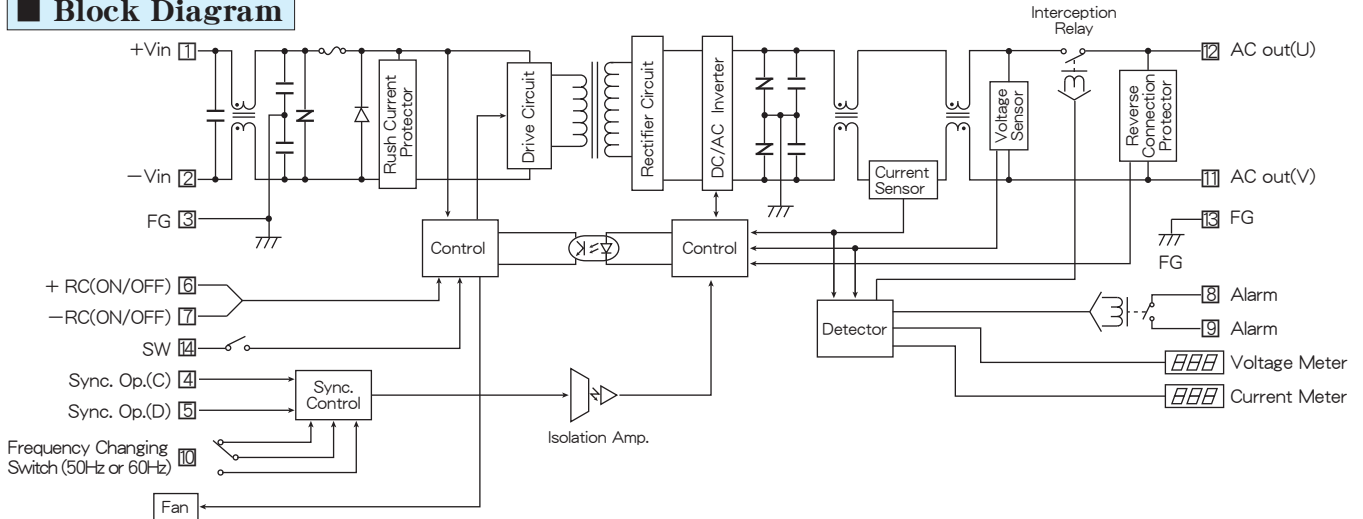 ■ Block Diagram
+Vin 1
−Vin 2
FG 3
+ RC(ON/OFF) 6
−RC(ON/OFF) 7
SW 14
Sync. Op.(C) 4
Sync. Op.(D) 5
Frequency Changing
Switch (50Hz or 60Hz) 10
Fan
Rush Current
Protector
Drive Circuit
Rectifier Circuit
DC/AC Inverter
Control
Control
Sync.
Control
Isolation Amp.
Current
Sensor
Voltage
Sensor
Interception
Relay
Reverse
Connection
Protector
Detector
12 AC out(U)
11 AC out(V)
13 FG
FG
8 Alarm
9 Alarm
888 Voltage Meter
888 Current Meter